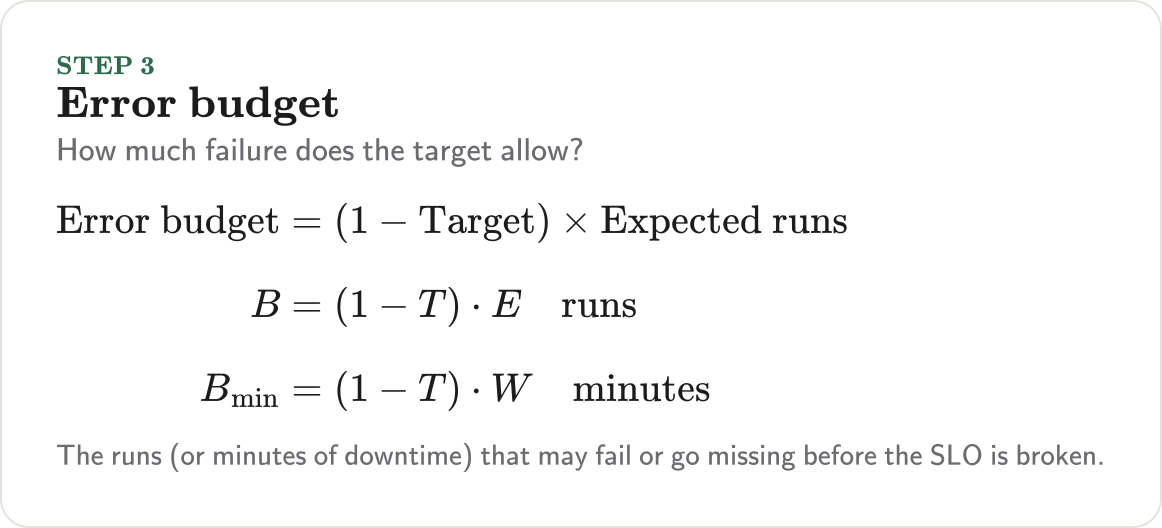 STEP 3
Error budget
How much failure does the target allow?
Error budget = (1 − Target) × Expected runs
B = (1 − T) · E runs
B_min = (1 − T) · W minutes
The runs (or minutes of downtime) that may fail or go missing before the SLO is broken.